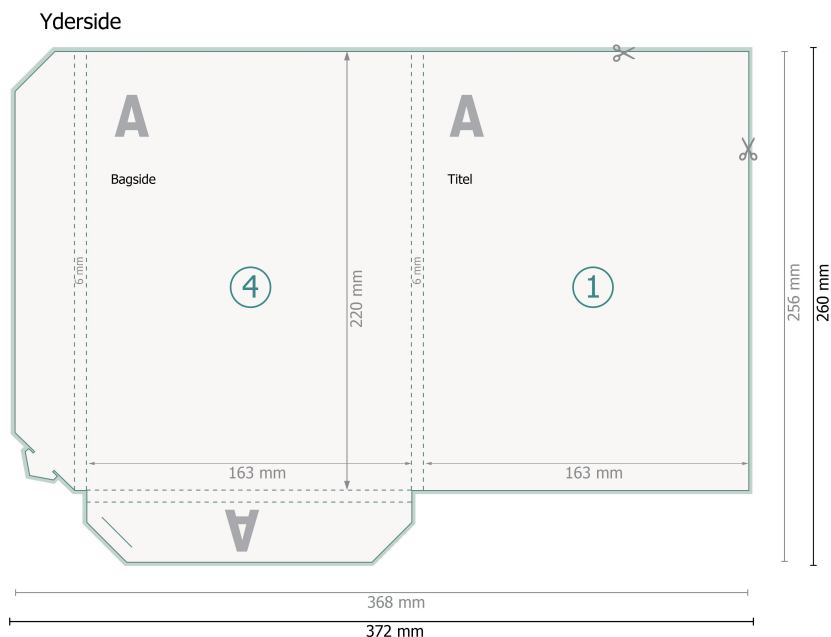 Yderside
A
A
Bagside
Titel
6 mm
6 mm
4
1
220 mm
256 mm
260 mm
163 mm
163 mm
A
368 mm
372 mm